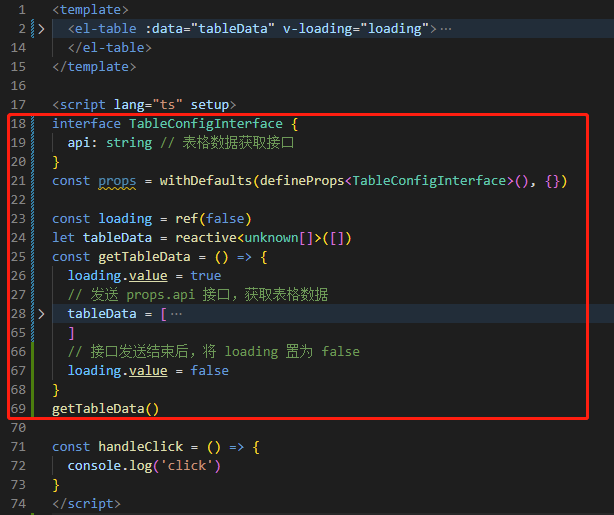 1 <template>
2 <el-table :data="tableData" v-loading="loading">…
14 </el-table>
15 </template>
16
17 <script lang="ts" setup>
18 interface TableConfigInterface {
19 api: string // 表格数据获取接口
20 }
21 const props = withDefaults(defineProps<TableConfigInterface>(), {})
22
23 const loading = ref(false)
24 let tableData = reactive<unknown[]>([])
25 const getTableData = () => {
26 loading.value = true
27 // 发送 props.api 接口，获取表格数据
28 tableData = […
65 ]
66 // 接口发送结束后，将 loading 置为 false
67 loading.value = false
68 }
69 getTableData()
70
71 const handleClick = () => {
72 console.log('click')
73 }
74 </script>